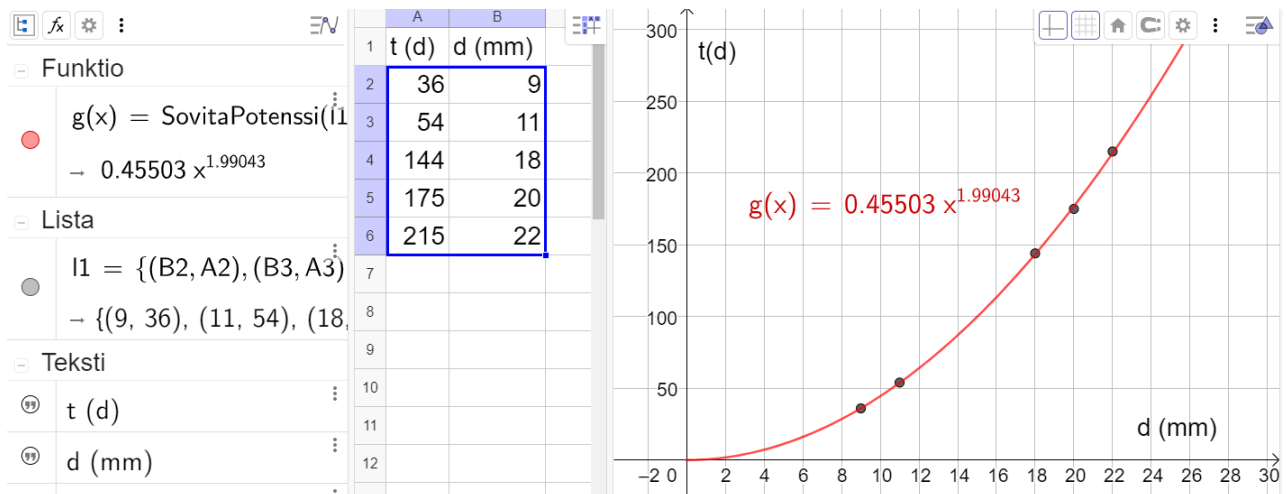 Funktio
g(x) = SovitaPotenssi(l1
→ 0.45503 x^1.99043
Lista
l1 = {(B2, A2), (B3, A3)
→ {(9, 36), (11, 54), (18,
Teksti
t (d)
d (mm)
A B
1 t (d) d (mm)
2 36 9
3 54 11
4 144 18
5 175 20
6 215 22
7
8
9
10
11
12
t(d)
300
250
200
150
100
50
g(x) = 0.45503 x^1.99043
d (mm)
−2 0 2 4 6 8 10 12 14 16 18 20 22 24 26 28 30